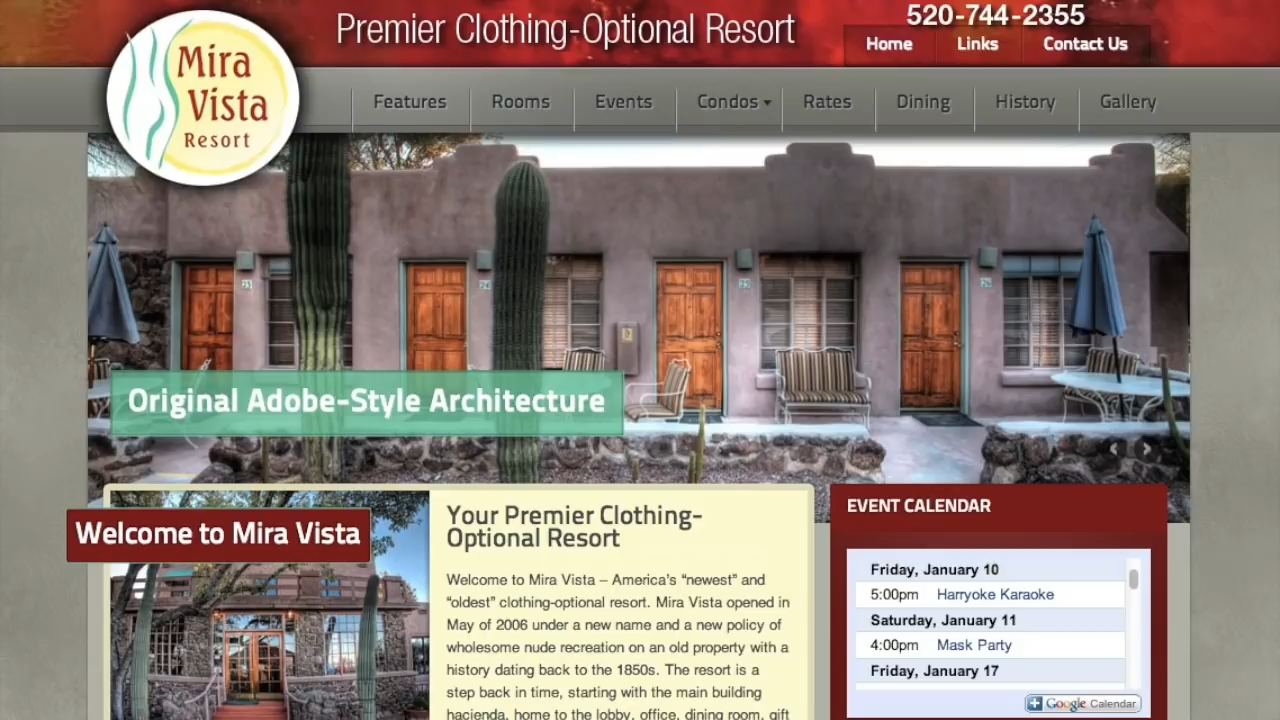 Premier Clothing-Optional Resort
520-744-2355
Home Links Contact Us
Mira
Vista
Resort
Features Rooms Events Condos Rates Dining History Gallery
23
24
25
26
Original Adobe-Style Architecture
Welcome to Mira Vista
Your Premier Clothing-
Optional Resort
Welcome to Mira Vista – America's “newest” and
“oldest” clothing-optional resort. Mira Vista opened in
May of 2006 under a new name and a new policy of
wholesome nude recreation on an old property with a
history dating back to the 1850s. The resort is a
step back in time, starting with the main building
hacienda, home to the lobby, office, dining room, gift
EVENT CALENDAR
Friday, January 10
5:00pm Harryoke Karaoke
Saturday, January 11
4:00pm Mask Party
Friday, January 17
Google Calendar